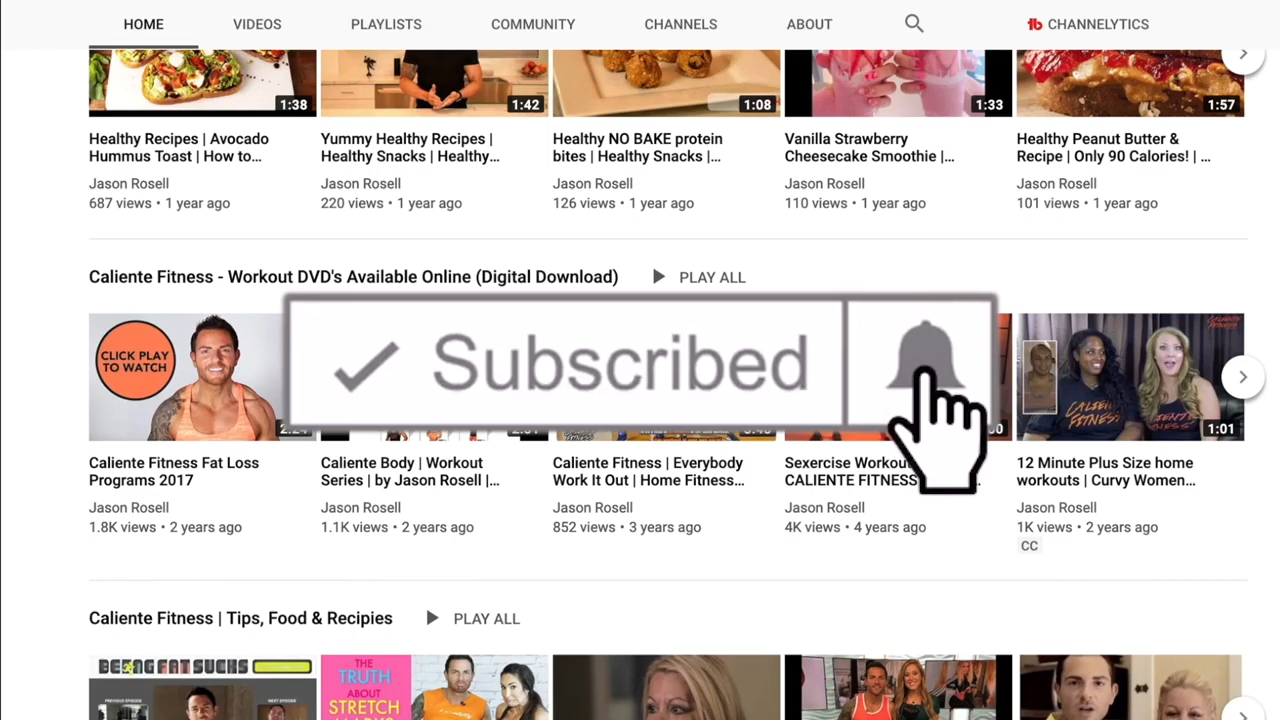 HOME VIDEOS PLAYLISTS COMMUNITY CHANNELS ABOUT CHANNELYTICS
1:38 1:42 1:08 1:33 1:57
Healthy Recipes | Avocado
Hummus Toast | How to...
Jason Rosell
687 views • 1 year ago
Yummy Healthy Recipes |
Healthy Snacks | Healthy...
Jason Rosell
220 views • 1 year ago
Healthy NO BAKE protein
bites | Healthy Snacks |...
Jason Rosell
126 views • 1 year ago
Vanilla Strawberry
Cheesecake Smoothie |...
Jason Rosell
110 views • 1 year ago
Healthy Peanut Butter &
Recipe | Only 90 Calories! | ...
Jason Rosell
101 views • 1 year ago
Caliente Fitness - Workout DVD's Available Online (Digital Download) PLAY ALL
CLICK PLAY
TO WATCH
Subscribed
1:01
Caliente Fitness Fat Loss
Programs 2017
Jason Rosell
1.8K views • 2 years ago
Caliente Body | Workout
Series | by Jason Rosell |...
Jason Rosell
1.1K views • 2 years ago
Caliente Fitness | Everybody
Work It Out | Home Fitness...
Jason Rosell
852 views • 3 years ago
Sexercise
CALIENTE FITNESS
Jason Rosell
4K views • 4 years ago
12 Minute Plus Size home
workouts | Curvy Women...
Jason Rosell
1K views • 2 years ago
CC
Caliente Fitness | Tips, Food & Recipies PLAY ALL
BEING FAT SUCKS
PREVIOUS EPISODE NEXT EPISODE
THE
TRUTH
ABOUT
STRETCH